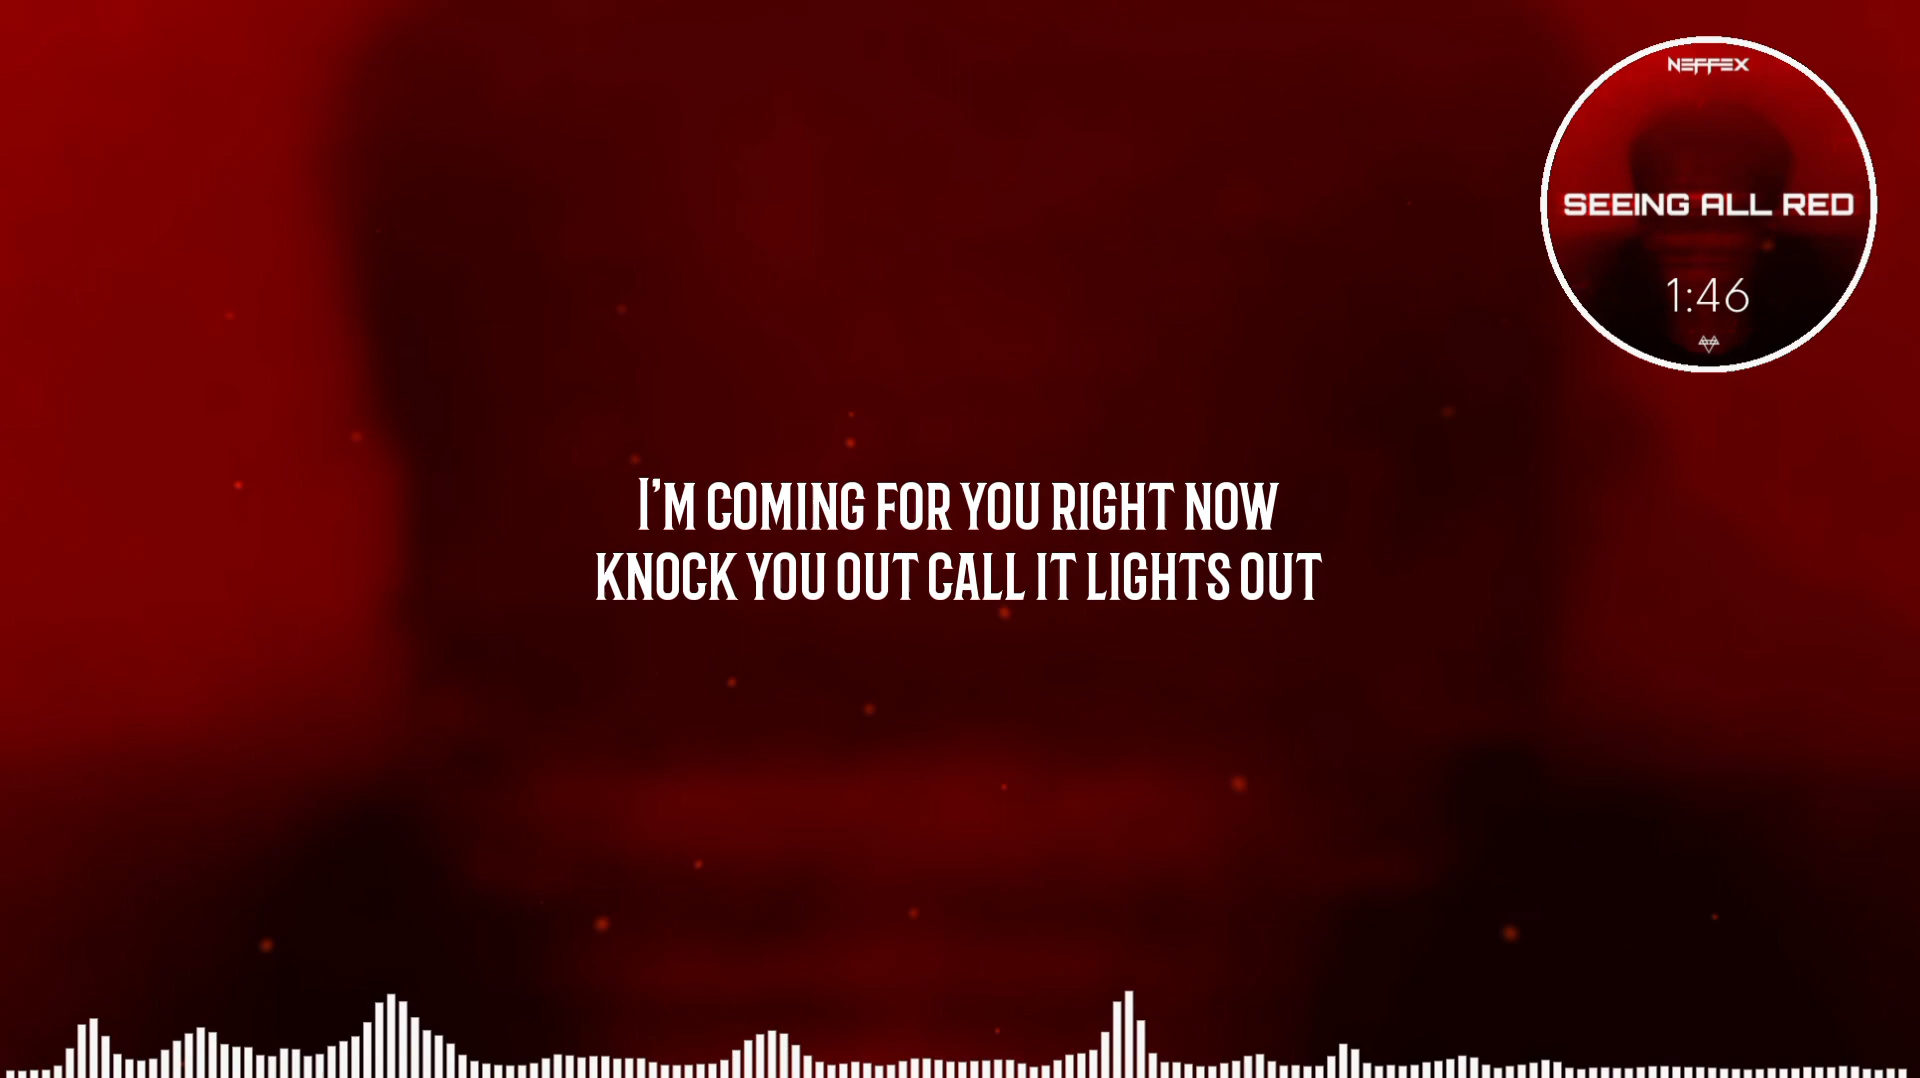 NEFFEX
SEEING ALL RED
1:46
I'M COMING FOR YOU RIGHT NOW
KNOCK YOU OUT CALL IT LIGHTS OUT